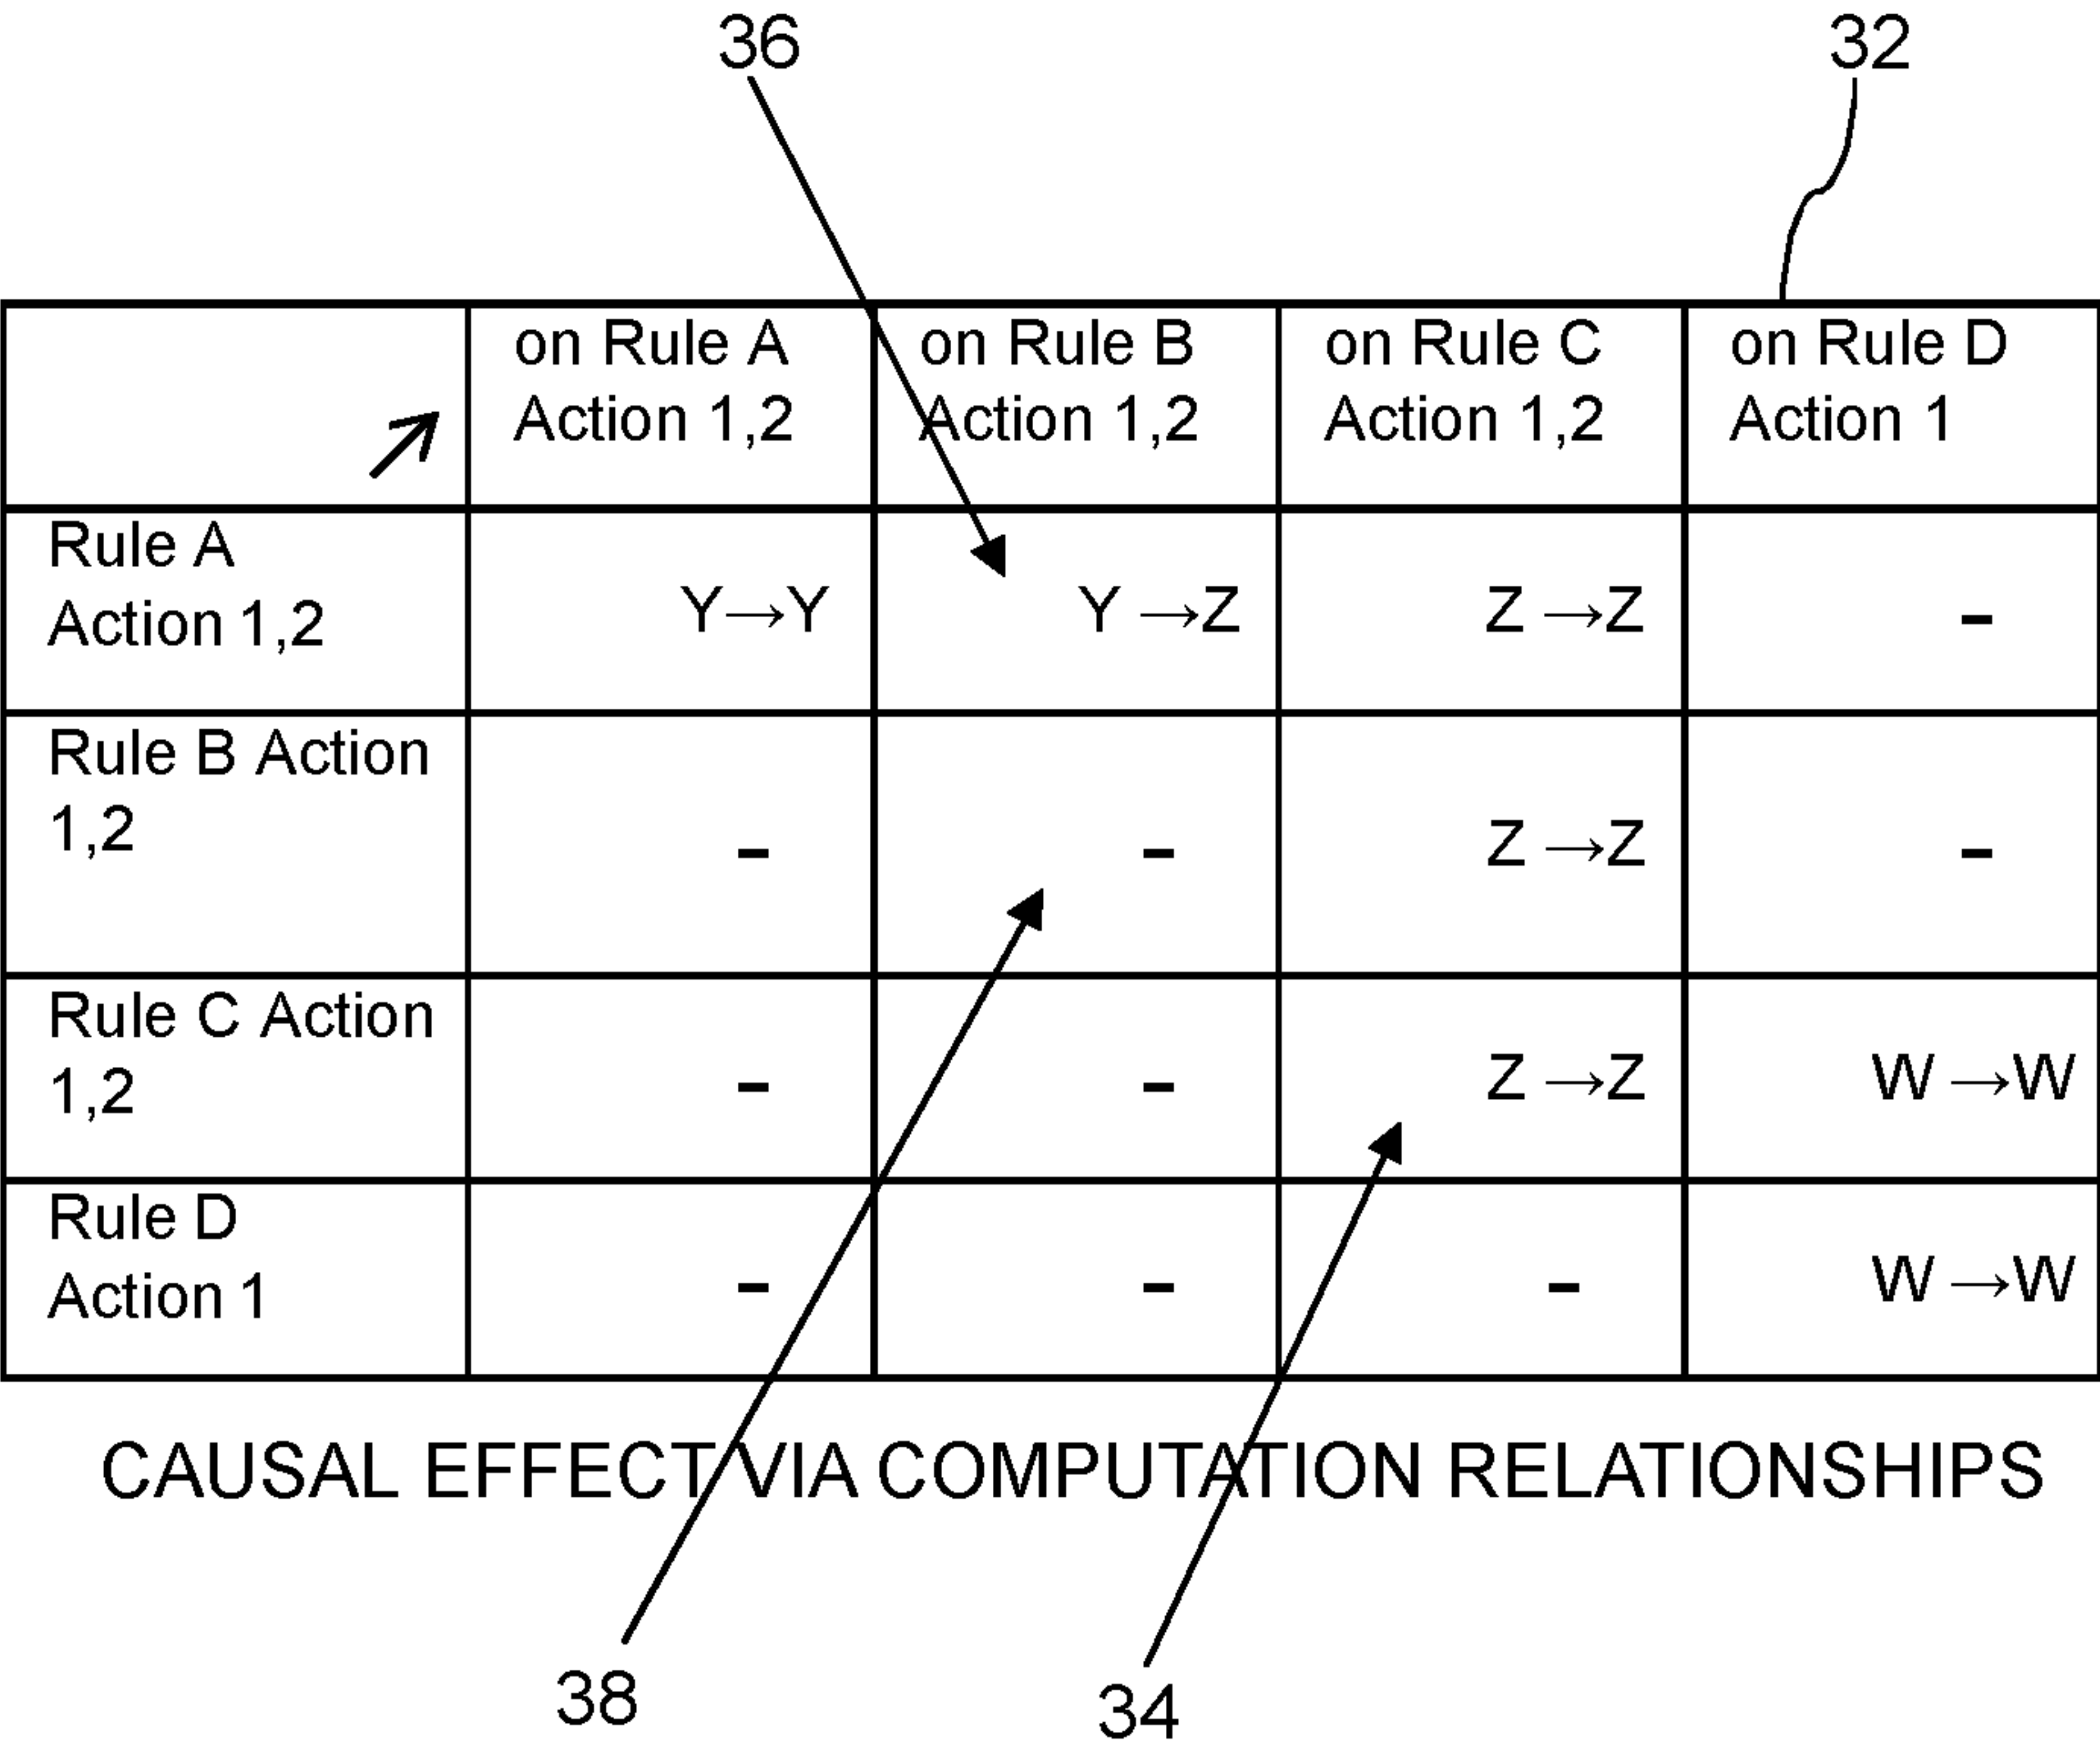 36
32
on Rule A
Action 1,2
on Rule B
Action 1,2
on Rule C
Action 1,2
on Rule D
Action 1
Rule A
Action 1,2
Y→Y
Y →Z
Z →Z
-
Rule B Action
1,2
-
-
Z →Z
-
Rule C Action
1,2
-
-
Z →Z
W →W
Rule D
Action 1
-
-
-
W →W
CAUSAL EFFECT VIA COMPUTATION RELATIONSHIPS
38
34